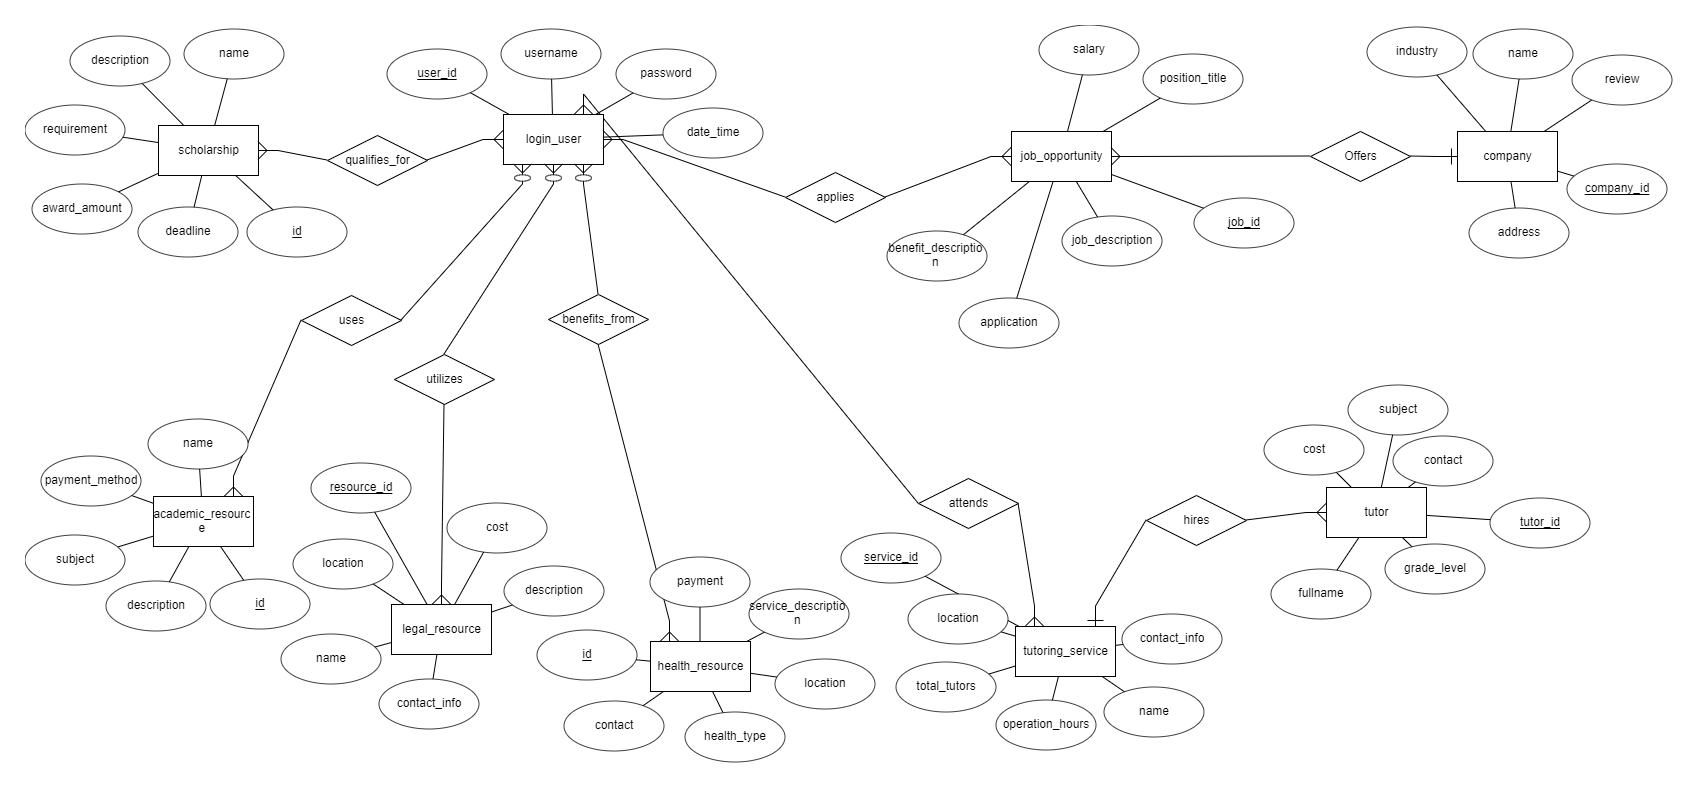 description
name
requirement
scholarship
award_amount
deadline
id
qualifies_for
user_id
username
password
date_time
login_user
applies
salary
position_title
job_opportunity
benefit_descriptio
n
job_description
job_id
application
Offers
industry
name
review
company
company_id
address
uses
utilizes
benefits_from
attends
hires
name
payment_method
academic_resourc
e
subject
description
id
resource_id
cost
location
description
legal_resource
name
contact_info
payment
service_descriptio
n
id
health_resource
location
contact
health_type
service_id
location
tutoring_service
contact_info
total_tutors
operation_hours
name
subject
cost
contact
tutor
tutor_id
grade_level
fullname